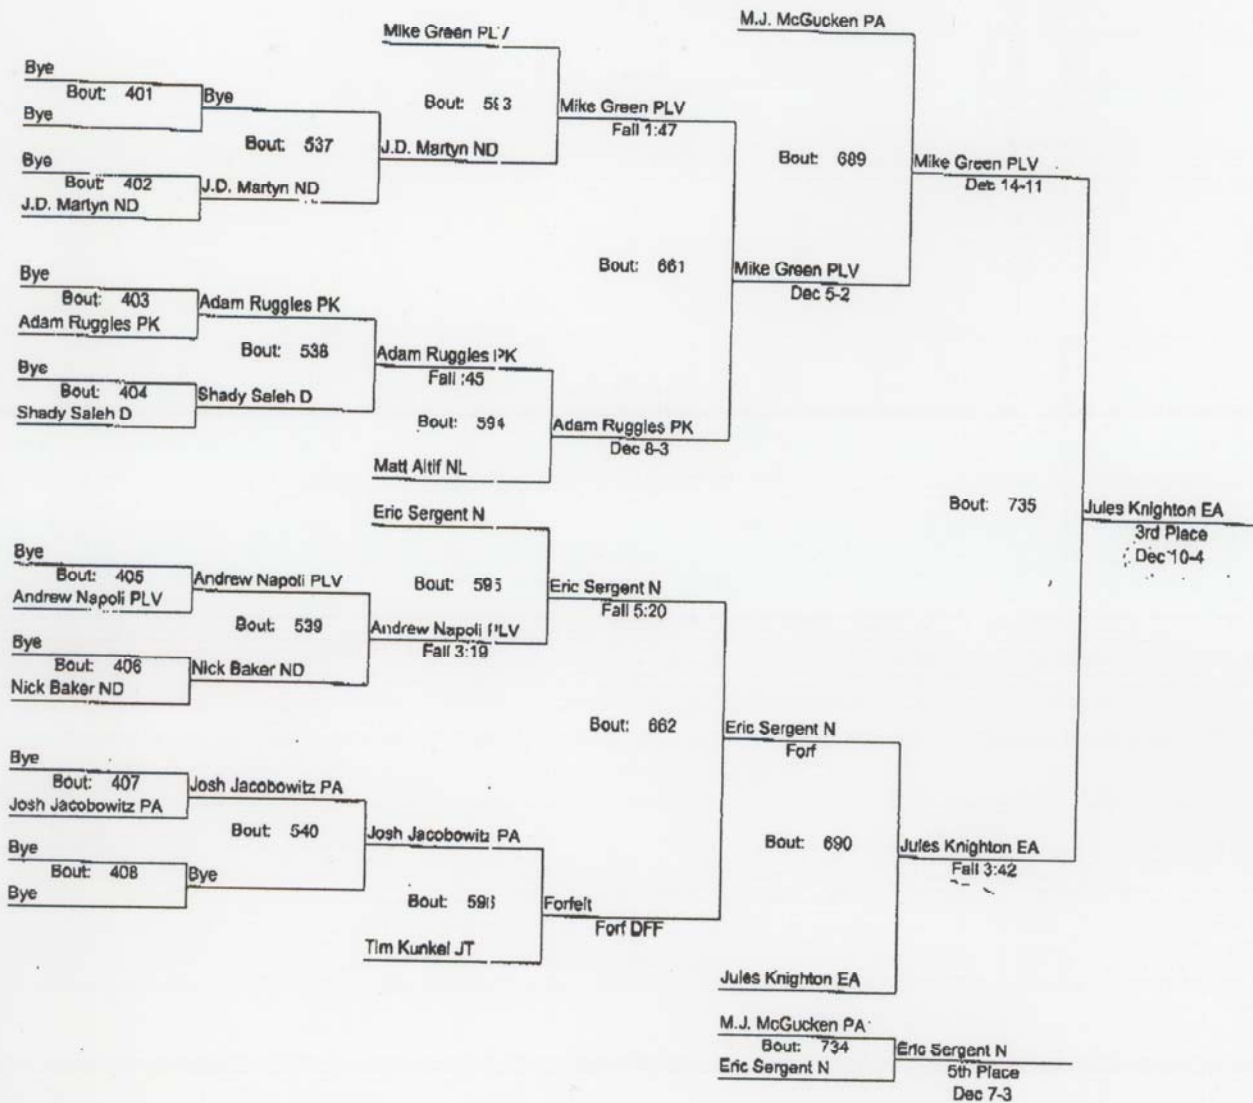 M.J. McGucken PA
Mike Green PLV
Bye
Bout: 401
Bye
Bye
Bout: 593
Mike Green PLV
Fall 1:47
Bout: 537
J.D. Martyn ND
Bye
Bout: 402
J.D. Martyn ND
J.D. Martyn ND
Bout: 689
Mike Green PLV
Dec 14-11
Bout: 661
Mike Green PLV
Dec 5-2
Bye
Bout: 403
Adam Ruggles PK
Adam Ruggles PK
Bout: 538
Adam Ruggles PK
Fall :45
Bye
Bout: 404
Shady Saleh D
Shady Saleh D
Bout: 594
Adam Ruggles PK
Dec 8-3
Matt Altif NL
Bout: 735
Jules Knighton EA
3rd Place
Dec 10-4
Eric Sergent N
Bye
Bout: 405
Andrew Napoli PLV
Andrew Napoli PLV
Bout: 595
Eric Sergent N
Fall 5:20
Bout: 539
Andrew Napoli PLV
Fall 3:19
Bye
Bout: 406
Nick Baker ND
Nick Baker ND
Bout: 662
Eric Sergent N
Forf
Bye
Bout: 407
Josh Jacobowitz PA
Josh Jacobowitz PA
Bout: 540
Josh Jacobowitz PA
Bye
Bout: 408
Bye
Bye
Bout: 596
Forfeit
Forf DFF
Tim Kunkel JT
Bout: 690
Jules Knighton EA
Fall 3:42
Jules Knighton EA
M.J. McGucken PA
Bout: 734
Eric Sergent N
Eric Sergent N
5th Place
Dec 7-3